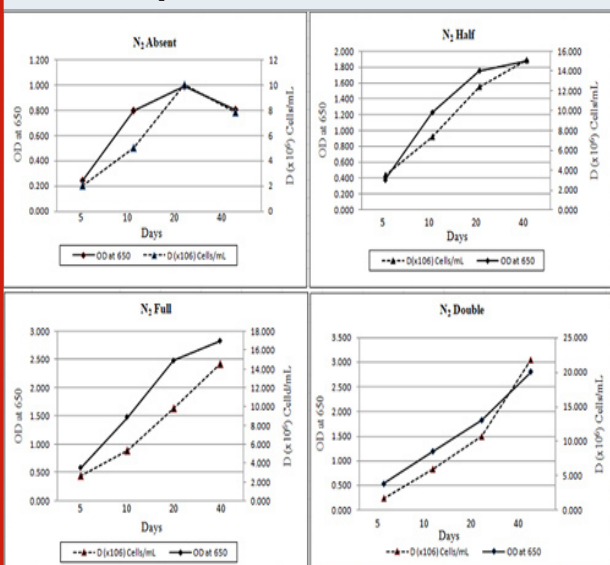 N₂ Absent
1.200
1.000
0.800
0.600
0.400
0.200
0.000
OD at 650
12
10
8
6
4
2
0
D (x 10⁶) Cells/mL
5 10 20 40
Days
OD at 650 D (x106) Cells/mL
N₂ Half
2.000
1.800
1.600
1.400
1.200
1.000
0.800
0.600
0.400
0.200
0.000
OD at 650
16.000
14.000
12.000
10.000
8.000
6.000
4.000
2.000
0.000
D (x 10⁶) Cells/mL
5 10 20 40
Days
D(x106) Cells/mL OD at 650
N₂ Full
3.000
2.500
2.000
1.500
1.000
0.500
0.000
OD at 650
18.000
16.000
14.000
12.000
10.000
8.000
6.000
4.000
2.000
0.000
D (x 10⁶) Celld/mL
5 10 20 40
Days
D (x106) Cells/mL OD at 650
N₂ Double
3.500
3.000
2.500
2.000
1.500
1.000
0.500
0.000
OD at 650
25.000
20.000
15.000
10.000
5.000
0.000
D (x 10⁶) Cells/mL
5 10 20 40
Days
D (x106) Cells/mL OD at 650